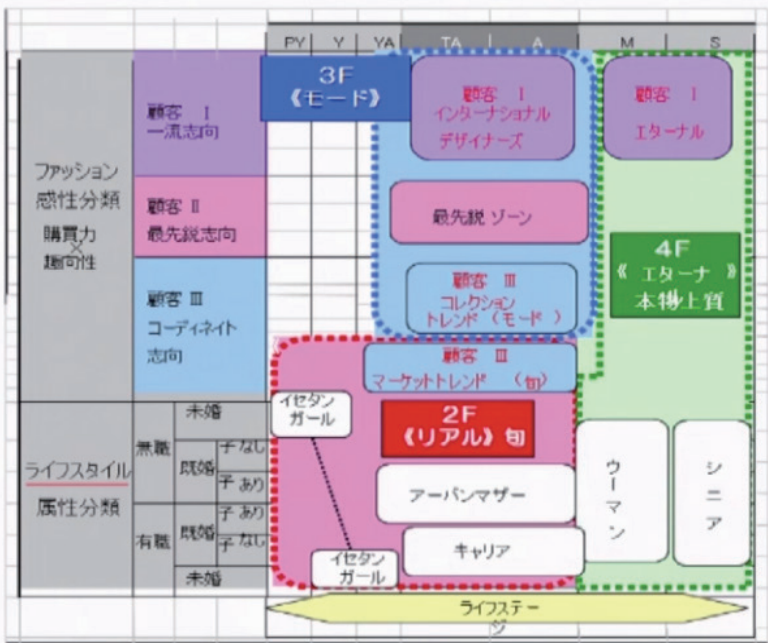 PY Y YA TA A M S
3F
《モード》
顧客 Ⅰ
一流志向
顧客 Ⅰ
インターナショナル
デザイナーズ
顧客 Ⅰ
エターナル
ファッション
感性分類
購買力
×
趣向性
顧客 Ⅱ
最先鋭志向
最先鋭 ゾーン
4F
《 エターナ 》
本物上質
顧客 Ⅲ
コーディネイト
志向
顧客 Ⅲ
コレクション
トレンド（モード）
顧客 Ⅲ
マーケットトレンド （旬）
イセタン
ガール
2F
《リアル》旬
ライフスタイル
属性分類
無職
未婚
既婚
子なし
子あり
有職
既婚
子あり
子なし
未婚
アーバンマザー
キャリア
イセタン
ガール
ウーマン
シニア
ライフステー
ジ